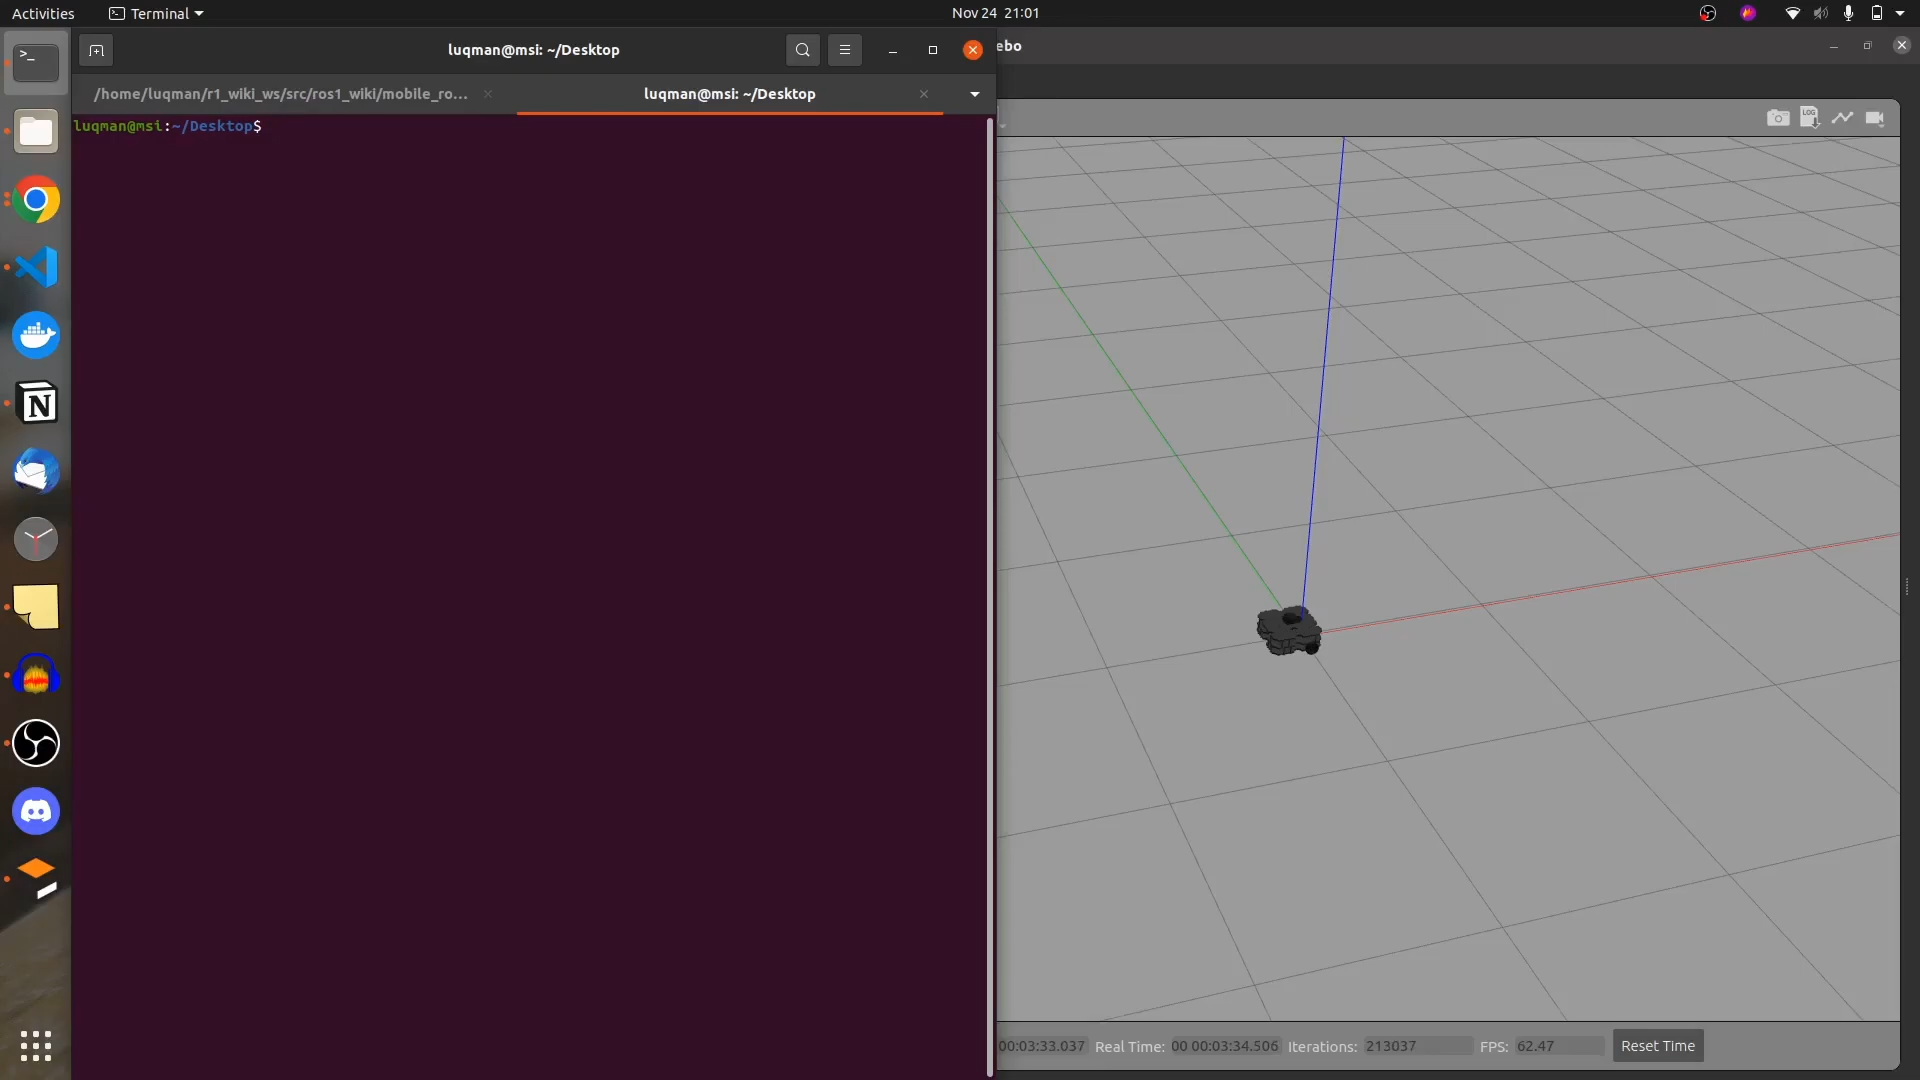 Activities
Terminal
Nov 24 21:01
luqman@msi: ~/Desktop
ebo
/home/luqman/r1_wiki_ws/src/ros1_wiki/mobile_ro...
luqman@msi: ~/Desktop
luqman@msi:~/Desktop$
LOG
N
00:03:33.037 Real Time: 00 00:03:34.506 Iterations: 213037 FPS: 62.47 Reset Time